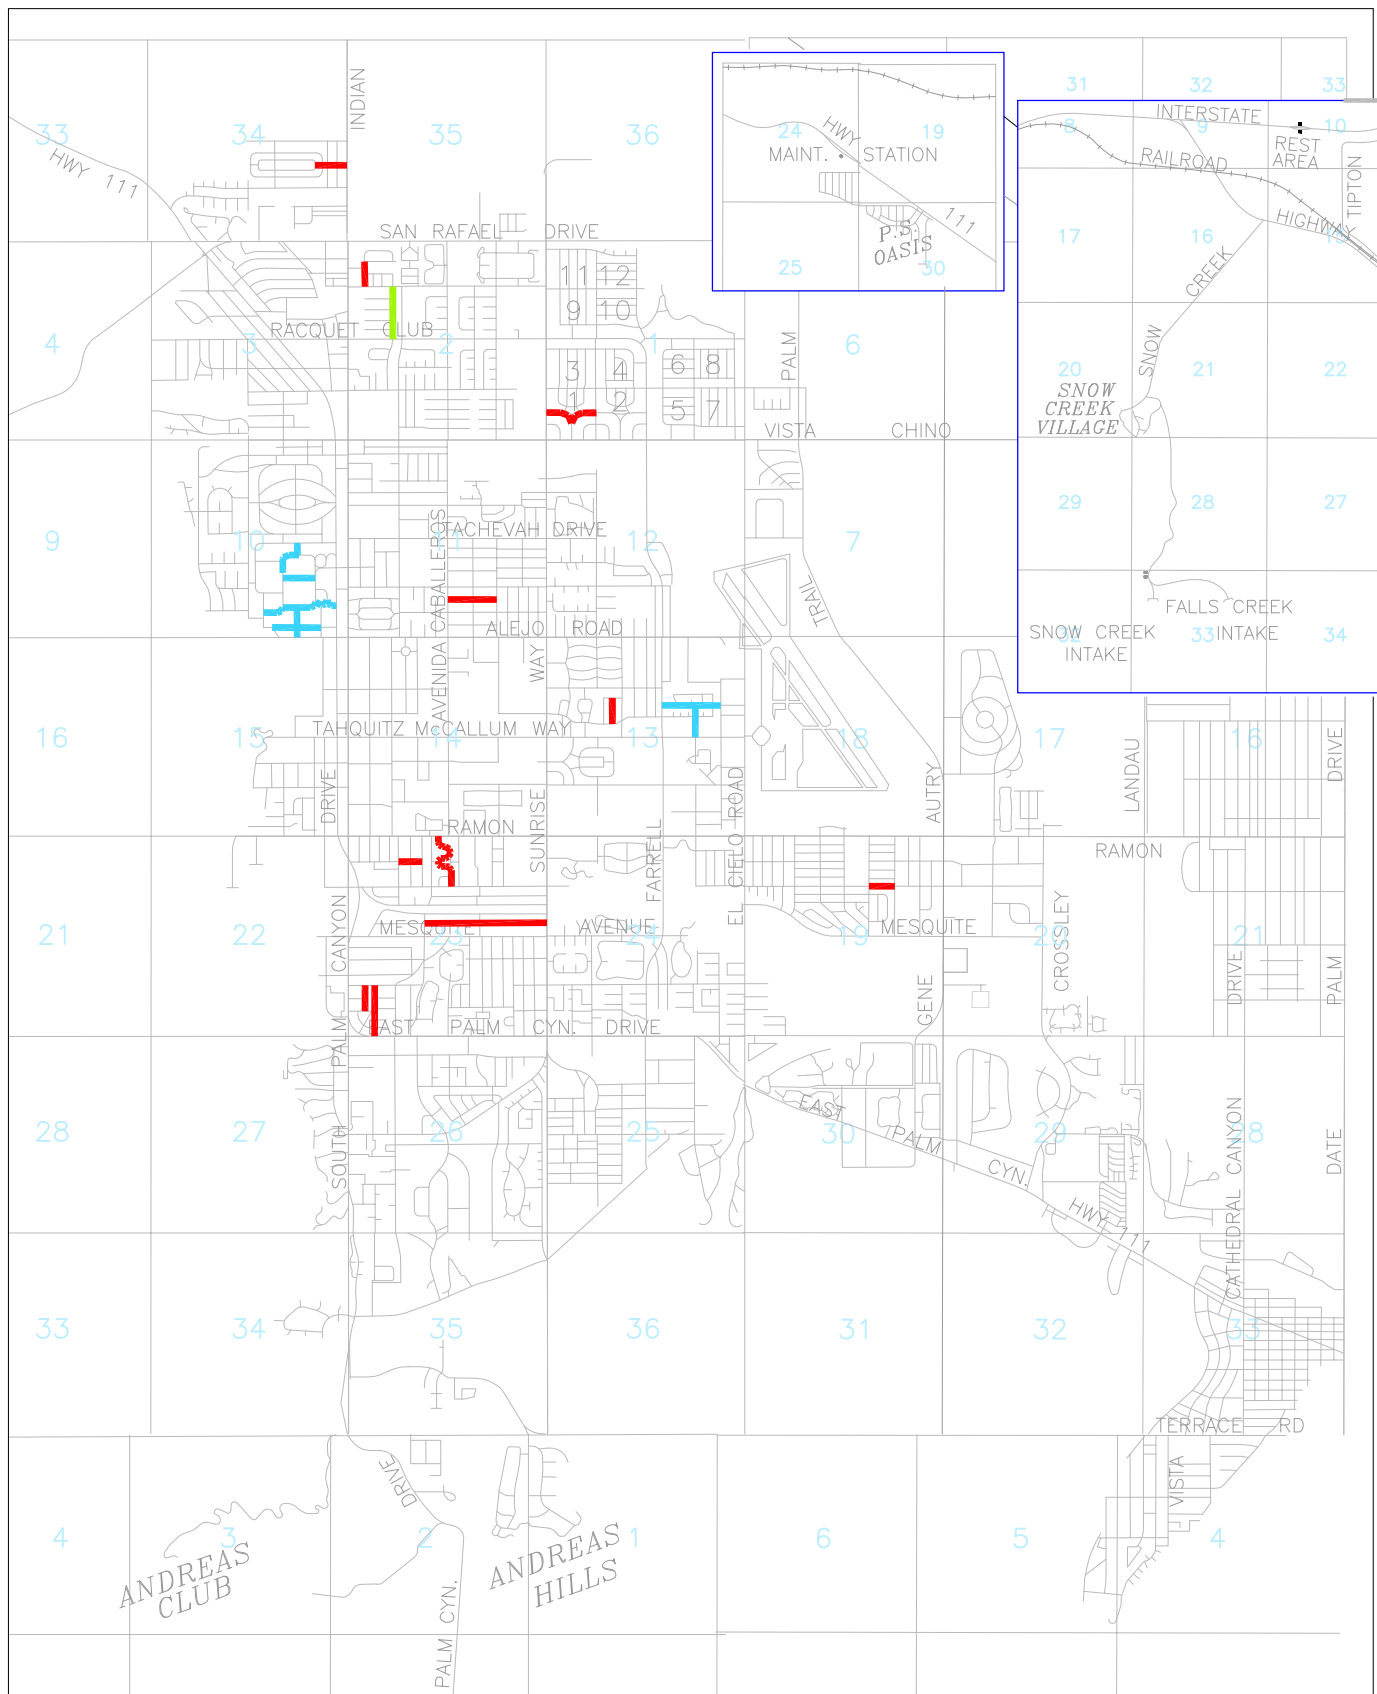 31 32 33
INDIAN
33 34 35 36
HWY 111
24 19
HWY
MAINT. STATION
111
P.S.
OASIS
25 30
INTERSTATE
8 9 10
REST
AREA
RAILROAD
TIPTON
HIGHWAY
17 16 15
CREEK
SNOW
20 21 22
SNOW
CREEK
VILLAGE
29 28 27
FALLS CREEK
INTAKE
SNOW CREEK
INTAKE
32 33 34
SAN RAFAEL DRIVE
11 12
9 10
RACQUET CLUB
4 3 2 1 6
3 4 6 8
1 2 5 7
PALM
VISTA CHINO
TACHEVAH DRIVE
9 10 11 12 7
AVENIDA CABALLEROS
TRAIL
ALEJO ROAD
WAY
TAHQUITZ McCALLUM WAY
16 15 14 13 18 17 16
DRIVE
SUNRISE
EL CIELO ROAD
AUTRY
LANDAU
DRIVE
RAMON
RAMON
FARRELL
MESQUITE AVENUE
MESQUITE
21 22 23 24 19 20 21
PALM CANYON
GENE
CROSSLEY
DRIVE
PALM
EAST PALM CYN. DRIVE
SOUTH
EAST PALM CYN.
28 27 26 25 30 29 28
CATHEDRAL CANYON
DATE
HWY 111
33 34 35 36 31 32 33
TERRACE RD
DRIVE
VISTA
4 3 2 1 6 5 4
ANDREAS
CLUB
ANDREAS
HILLS
PALM CYN.